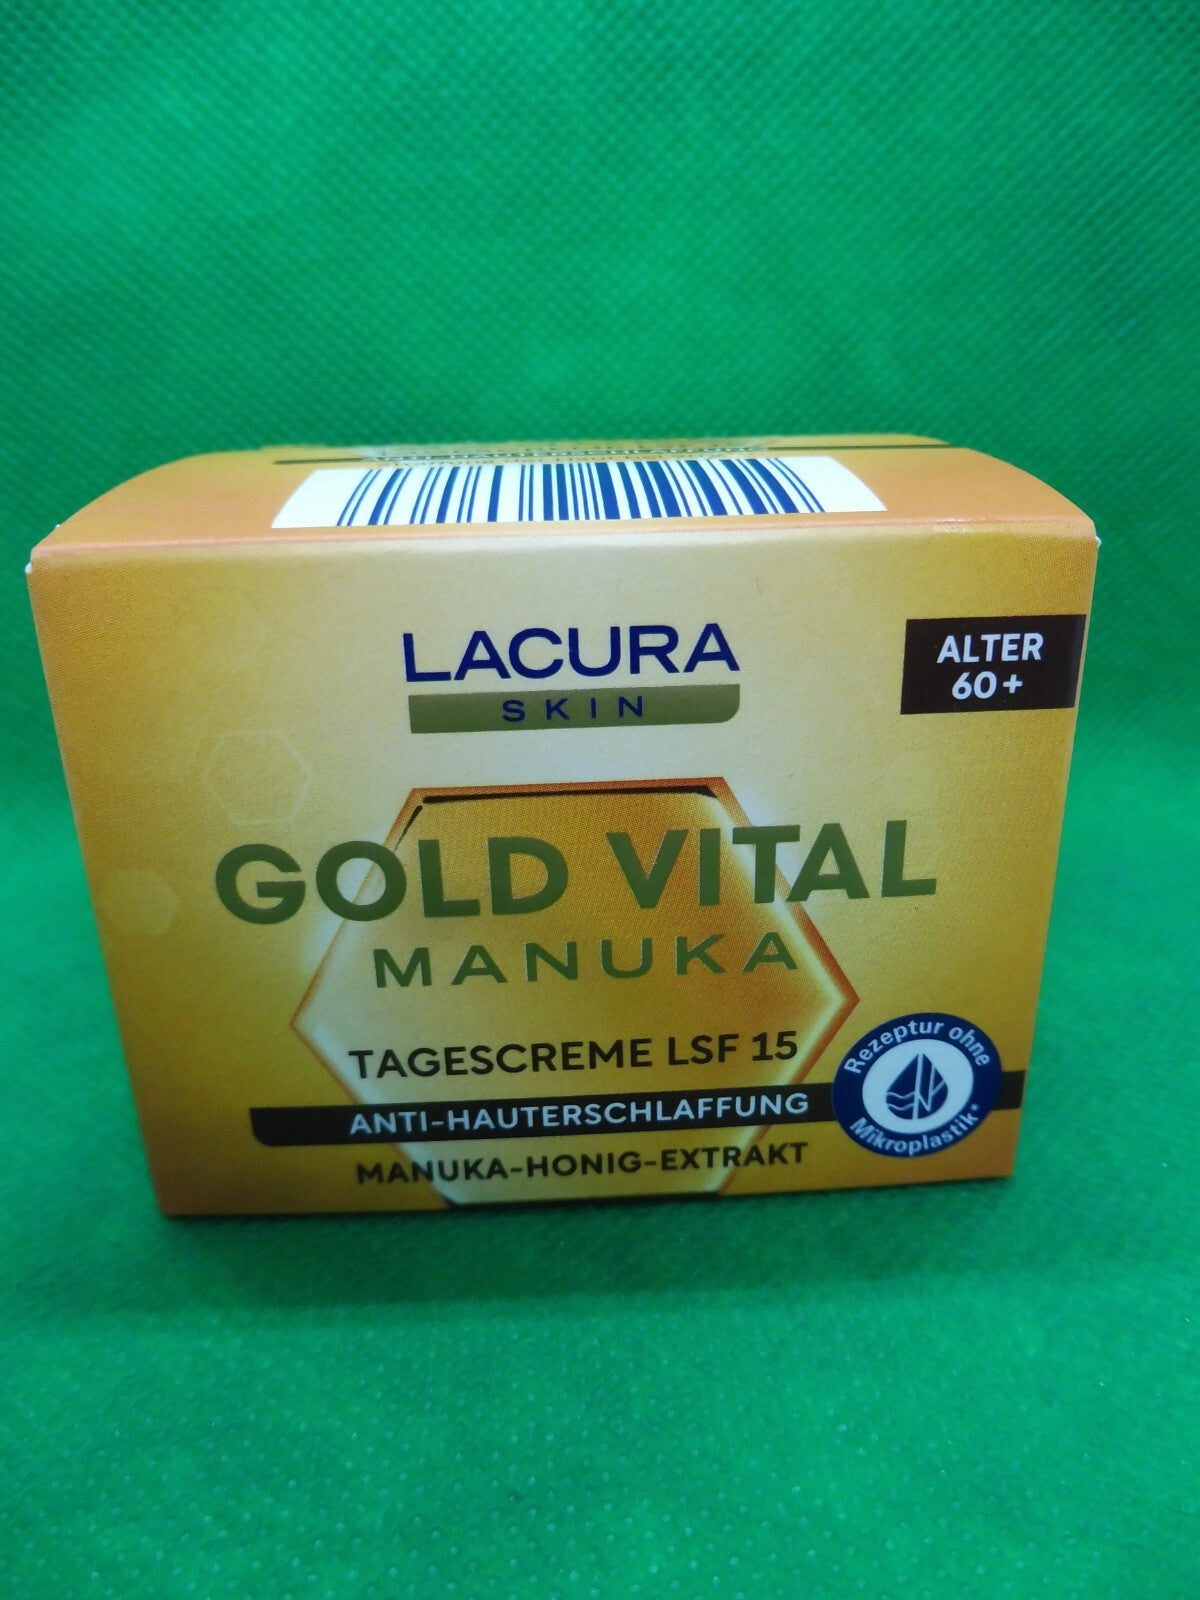 LACURA
SKIN
ALTER
60+
GOLD VITAL
MANUKA
TAGESCREME LSF 15
ANTI-HAUTERSCHLAFFUNG
MANUKA-HONIG-EXTRAKT
Rezeptur ohne
Mikroplastik*